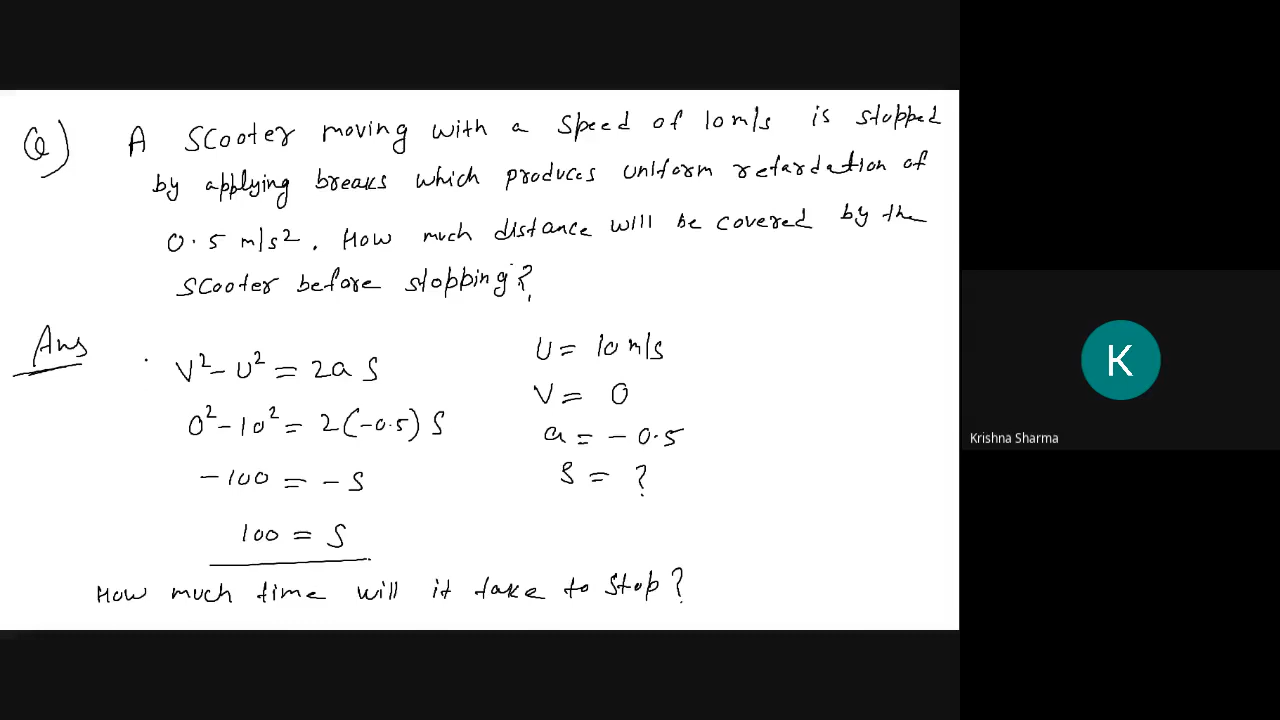 Q) A Scooter moving with a speed of 10 m/s is stopped
by applying breaks which produces uniform retardation of
0.5 m/s2. How much distance will be covered by the
Scooter before stopping?
Ans
V² - U² = 2a S
0² - 10² = 2(-0.5) S
-100 = - S
100 = S
U = 10 m/s
V = 0
a = - 0.5
S = ?
How much time will it take to stop?
K
Krishna Sharma